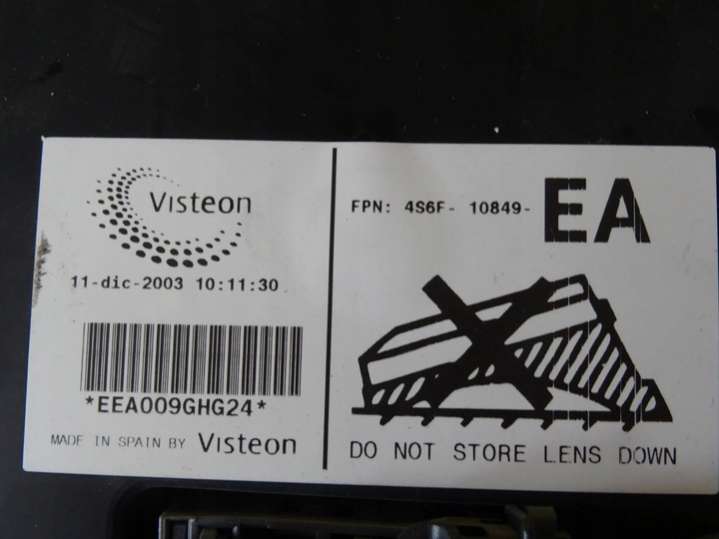 Visteon
11-dic-2003 10:11:30
*EEA009GHG24*
MADE IN SPAIN BY Visteon
FPN: 4S6F- 10849- EA
DO NOT STORE LENS DOWN